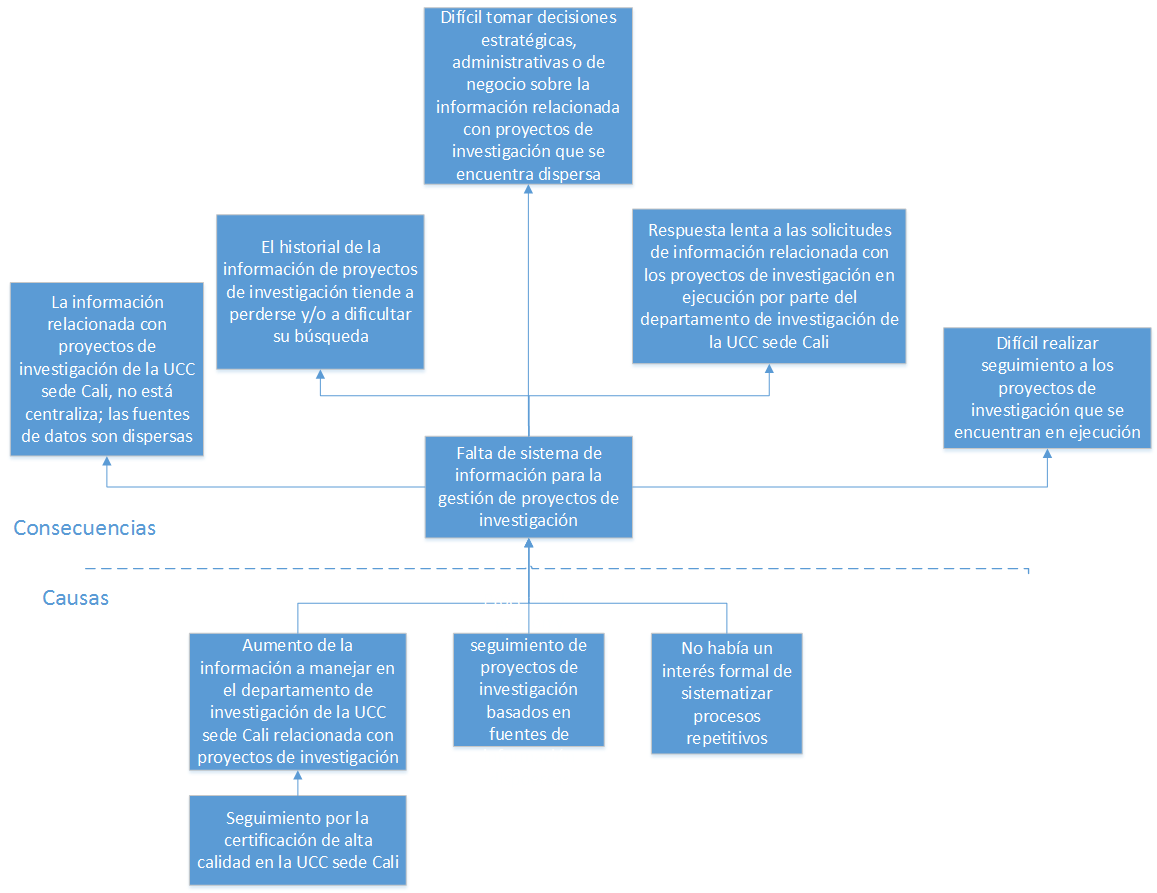 Difícil tomar decisiones
estratégicas,
administrativas o de
negocio sobre la
información relacionada
con proyectos de
investigación que se
encuentra dispersa
El historial de la
información de proyectos
de investigación tiende a
perderse y/o a dificultar
su búsqueda
Respuesta lenta a las solicitudes
de información relacionada con
los proyectos de investigación en
ejecución por parte del
departamento de investigación de
la UCC sede Cali
La información
relacionada con
proyectos de
investigación de la UCC
sede Cali, no está
centraliza; las fuentes
de datos son dispersas
Difícil realizar
seguimiento a los
proyectos de
investigación que se
encuentran en ejecución
Falta de sistema de
información para la
gestión de proyectos de
investigación
Consecuencias
Causas
Aumento de la
información a manejar en
el departamento de
investigación de la UCC
sede Cali relacionada con
proyectos de investigación
seguimiento de
proyectos de
investigación
basados en
fuentes de
No había un
interés formal de
sistematizar
procesos
repetitivos
Seguimiento por la
certificación de alta
calidad en la UCC sede Cali